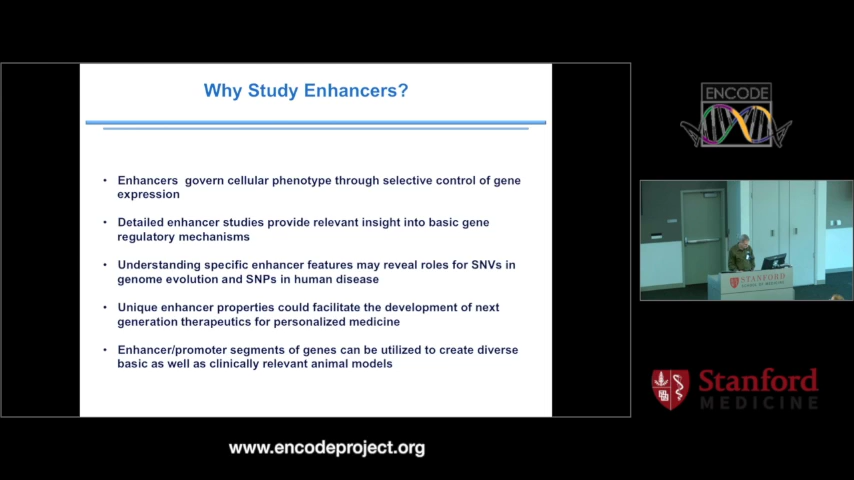 Why Study Enhancers?
• Enhancers govern cellular phenotype through selective control of gene
expression
• Detailed enhancer studies provide relevant insight into basic gene
regulatory mechanisms
• Understanding specific enhancer features may reveal roles for SNVs in
genome evolution and SNPs in human disease
• Unique enhancer properties could facilitate the development of next
generation therapeutics for personalized medicine
• Enhancer/promoter segments of genes can be utilized to create diverse
basic as well as clinically relevant animal models
ENCODE
STANFORD
SCHOOL OF MEDICINE
Stanford
MEDICINE
www.encodeproject.org